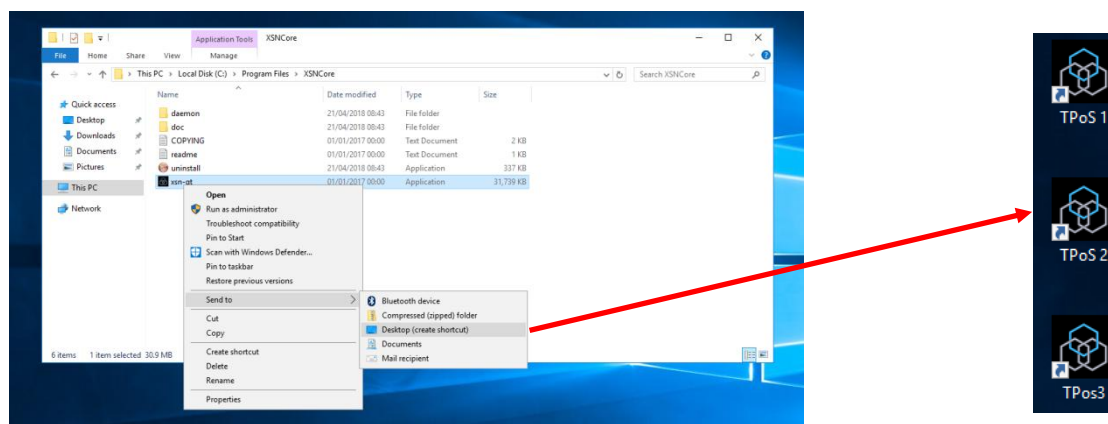 Application Tools XSNCore
File Home Share View Manage
This PC > Local Disk (C:) > Program Files > XSNCore
Search XSNCore
Name Date modified Type Size
Quick access
Desktop
Downloads
Documents
Pictures
This PC
Network
daemon 21/04/2018 08:43 File folder
doc 21/04/2018 08:43 File folder
COPYING 01/01/2017 00:00 Text Document 2 KB
readme 01/01/2017 00:00 Text Document 1 KB
uninstall 21/04/2018 08:43 Application 337 KB
xsn-qt 01/01/2017 00:00 Application 31,739 KB
Open
Run as administrator
Troubleshoot compatibility
Pin to Start
Scan with Windows Defender...
Pin to taskbar
Restore previous versions
Send to
Cut
Copy
Create shortcut
Delete
Rename
Properties
Bluetooth device
Compressed (zipped) folder
Desktop (create shortcut)
Documents
Mail recipient
6 items 1 item selected 30.9 MB
TPoS 1
TPoS 2
TPos3